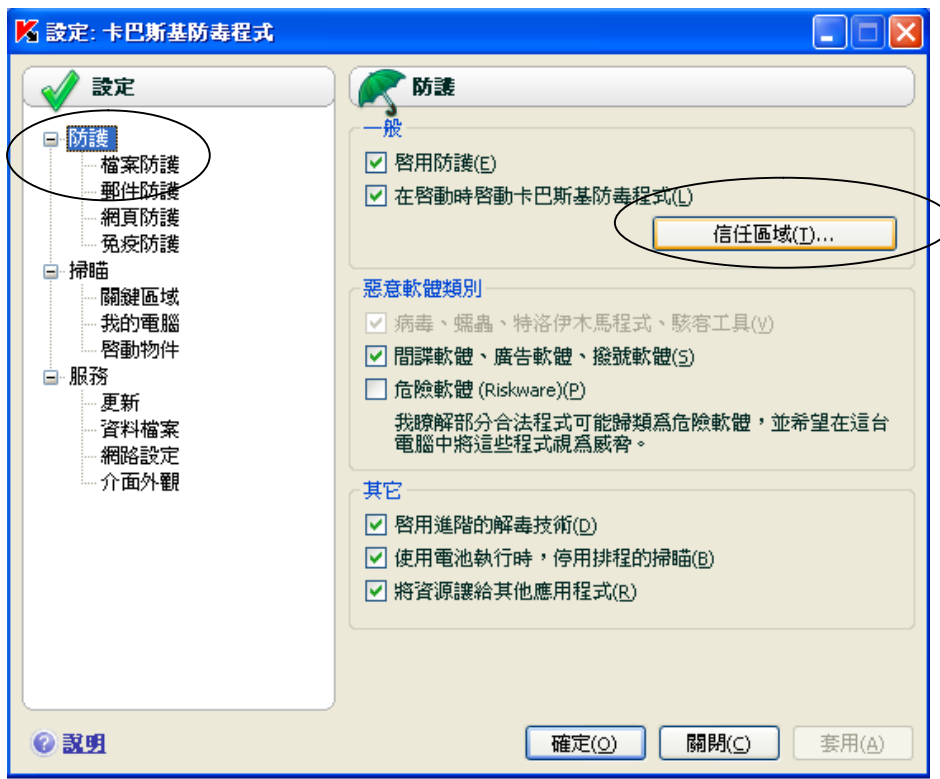 設定: 卡巴斯基防毒程式
設定
防護
檔案防護
郵件防護
網頁防護
免疫防護
掃瞄
關鍵區域
我的電腦
啓動物件
服務
更新
資料檔案
網路設定
介面外觀
防護
一般
啓用防護(E)
在啓動時啓動卡巴斯基防毒程式(L)
信任區域(T)...
惡意軟體類別
病毒、蠕蟲、特洛伊木馬程式、駭客工具(V)
間諜軟體、廣告軟體、撥號軟體(S)
危險軟體 (Riskware)(P)
我瞭解部分合法程式可能歸類爲危險軟體，並希望在這台
電腦中將這些程式視爲威脅。
其它
啓用進階的解毒技術(D)
使用電池執行時，停用排程的掃瞄(B)
將資源讓給其他應用程式(R)
說明
確定(O)
關閉(C)
套用(A)